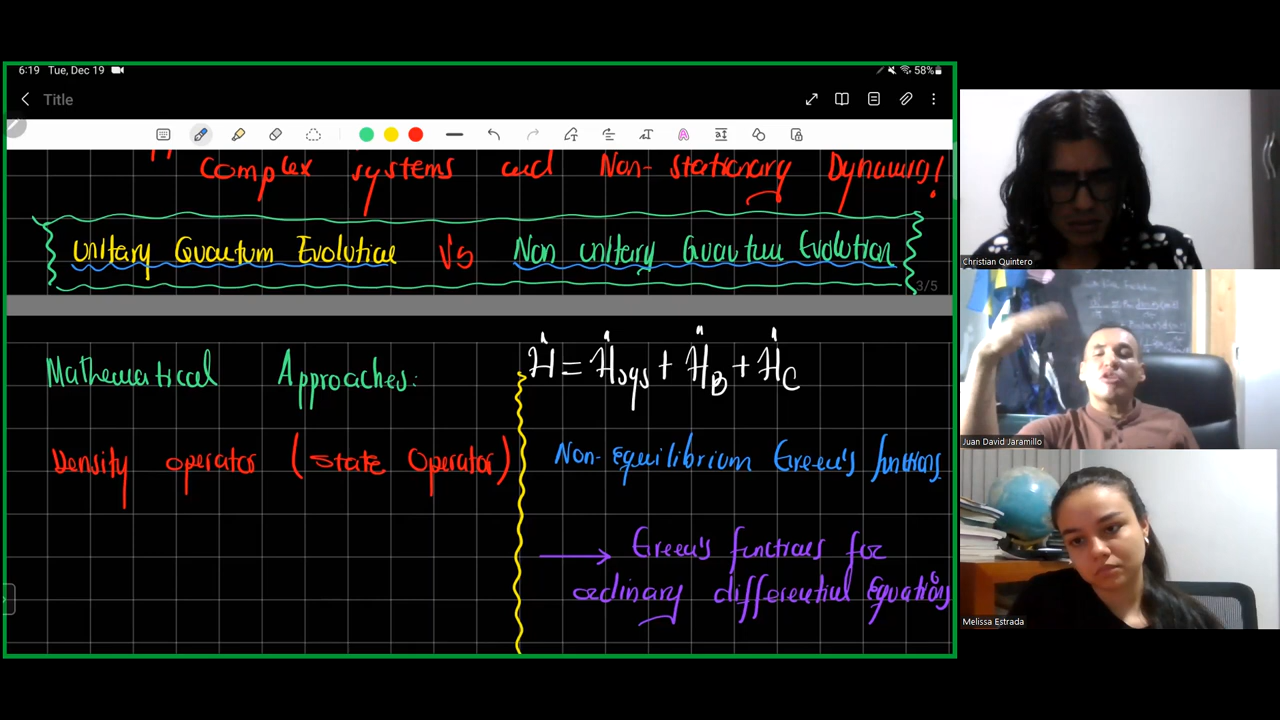 6:19 Tue, Dec 19
58%
Title
Complex systems and Non-stationary Dynamics!
Unitary Quantum Evolution V's Non unitary Quantum Evolution
3/5
Mathematical Approaches:
Ĥ = Ĥsys + ĤB + ĤC
Density operator (state Operator)
Non-Equilibrium Green's functions
→ Green's functions for
ordinary differential Equations
Christian Quintero
Juan David Jaramillo
Melissa Estrada